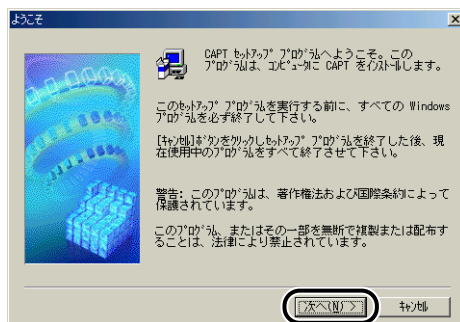 ようこそ
CAPT ｾｯﾄｱｯﾌﾟ ﾌﾟﾛｸﾞﾗﾑへようこそ。この
ﾌﾟﾛｸﾞﾗﾑは、ｺﾝﾋﾟｭｰﾀに CAPT をｲﾝｽﾄｰﾙします。
このｾｯﾄｱｯﾌﾟ ﾌﾟﾛｸﾞﾗﾑを実行する前に、すべての Windows
ﾌﾟﾛｸﾞﾗﾑを必ず終了して下さい。
[ｷｬﾝｾﾙ]ﾎﾞﾀﾝをｸﾘｯｸしｾｯﾄｱｯﾌﾟ ﾌﾟﾛｸﾞﾗﾑを終了した後、現
在使用中のﾌﾟﾛｸﾞﾗﾑをすべて終了させて下さい。
警告: このﾌﾟﾛｸﾞﾗﾑは、著作権法および国際条約によって
保護されています。
このﾌﾟﾛｸﾞﾗﾑ、またはその一部を無断で複製または配布す
ることは、法律により禁止されています。
次へ(N) >
ｷｬﾝｾﾙ